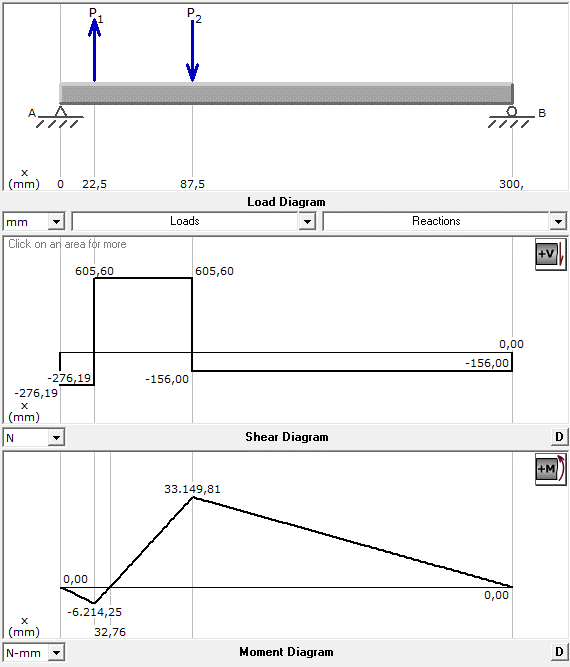 P1 P2
A B
x
(mm) 0 22,5 87,5 300,
Load Diagram
mm Loads Reactions
Click on an area for more +V
605,60 605,60
0,00
-276,19 -156,00 -156,00
-276,19
x
(mm)
N Shear Diagram D
+M
33.149,81
0,00 0,00
-6.214,25
x
(mm) 32,76
N-mm Moment Diagram D